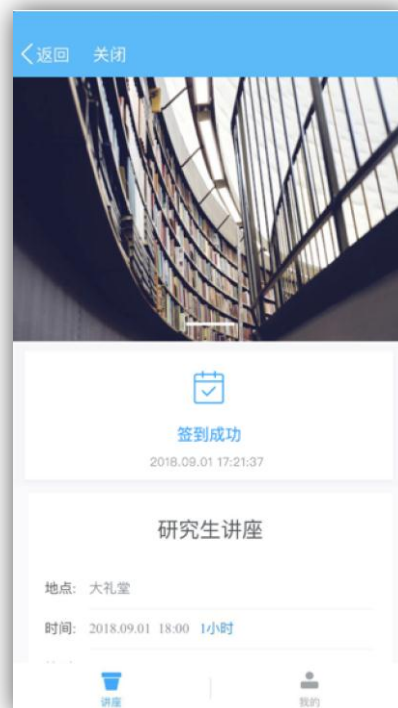 返回 关闭
签到成功
2018.09.01 17:21:37
研究生讲座
地点: 大礼堂
时间: 2018.09.01 18:00 1小时
讲座 我的